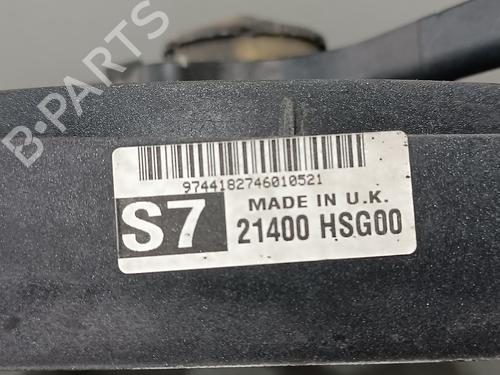 B-PARTS
9744182746010521
S7
MADE IN U.K.
21400 HSG00